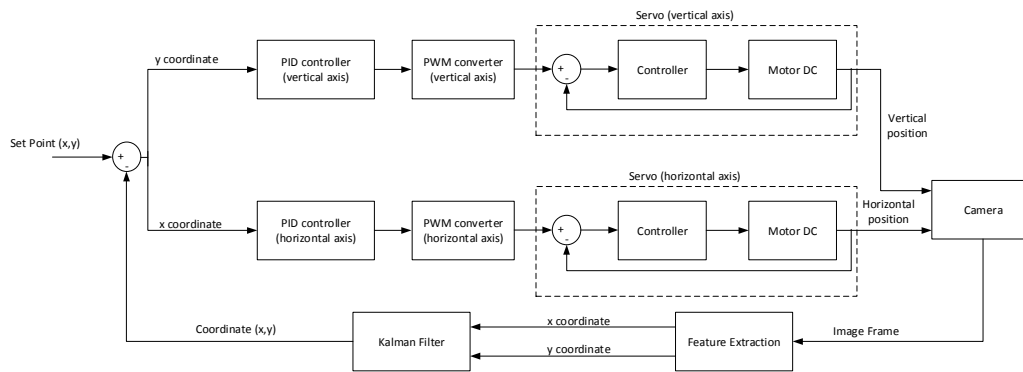 Servo (vertical axis)
y coordinate
PID controller
(vertical axis)
PWM converter
(vertical axis)
+
-
Controller
Motor DC
Vertical
position
Set Point (x,y)
+
-
Servo (horizontal axis)
x coordinate
PID controller
(horizontal axis)
PWM converter
(horizontal axis)
+
-
Controller
Motor DC
Horizontal
position
Camera
Coordinate (x,y)
Kalman Filter
x coordinate
y coordinate
Feature Extraction
Image Frame